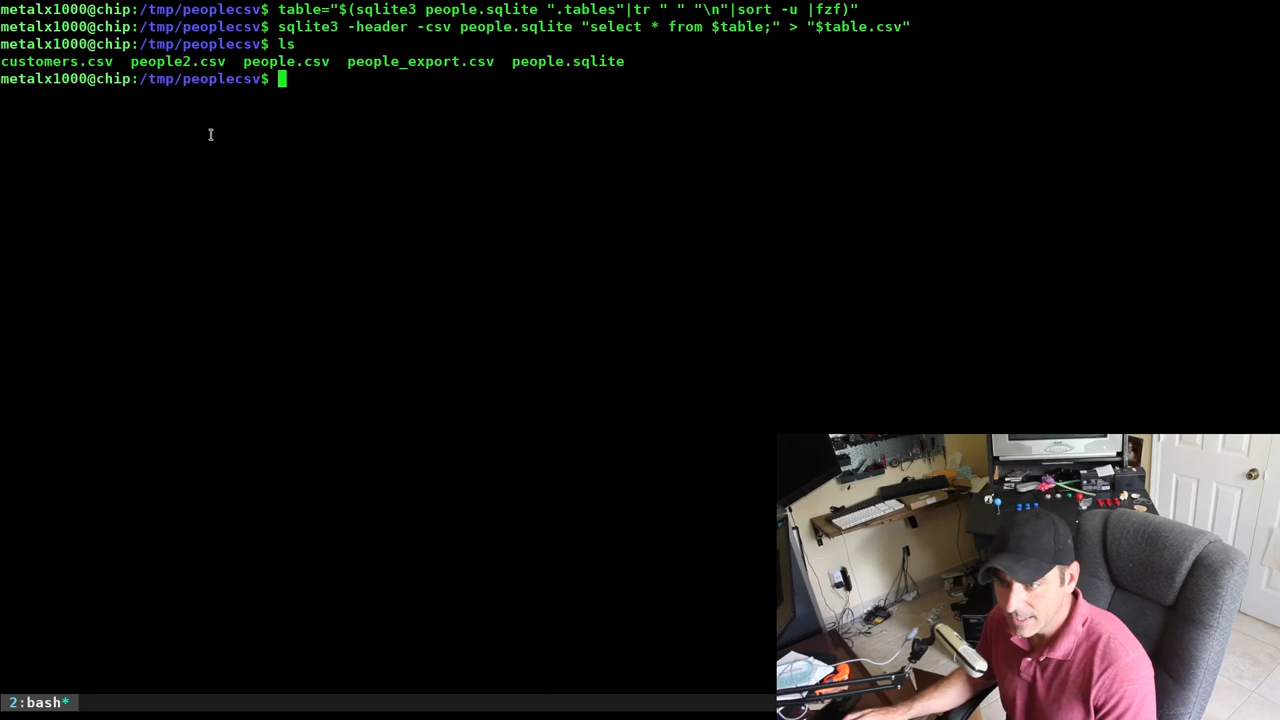 metalx1000@chip:/tmp/peoplecsv$ table="$(sqlite3 people.sqlite ".tables"|tr " " "\n"|sort -u |fzf)"
metalx1000@chip:/tmp/peoplecsv$ sqlite3 -header -csv people.sqlite "select * from $table;" > "$table.csv"
metalx1000@chip:/tmp/peoplecsv$ ls
customers.csv  people2.csv  people.csv  people_export.csv  people.sqlite
metalx1000@chip:/tmp/peoplecsv$
2:bash*